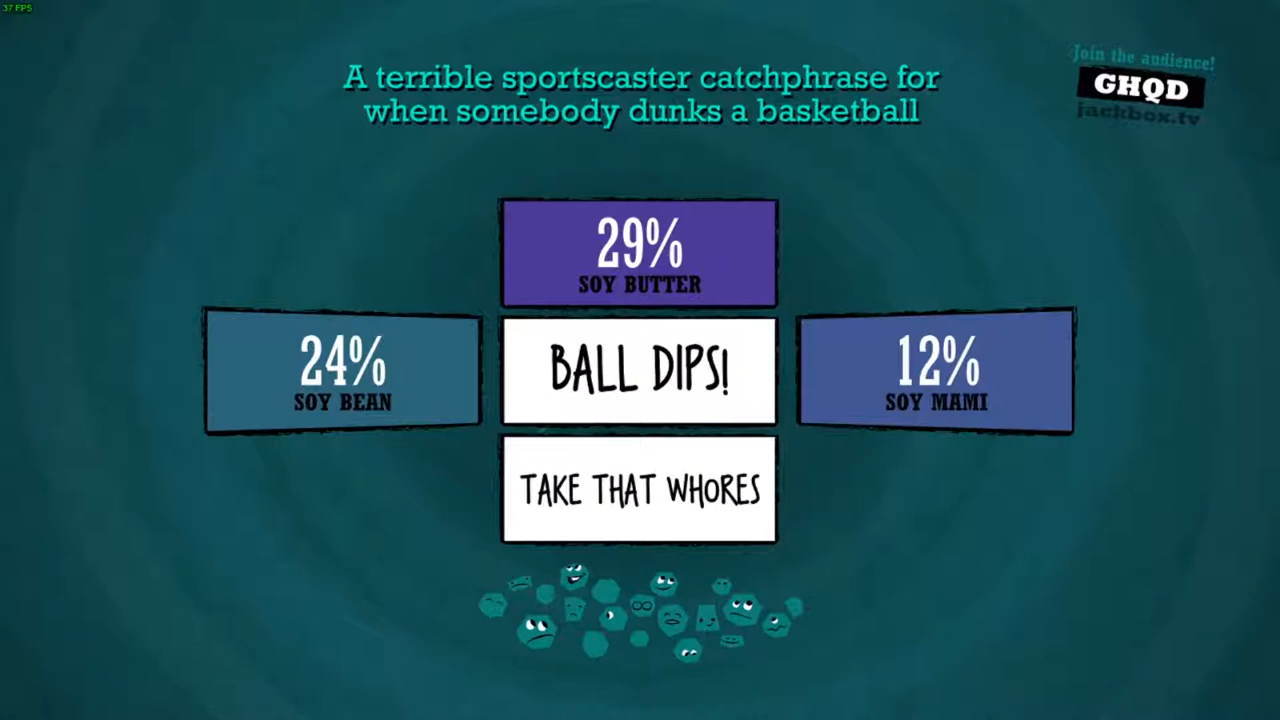 37 FPS
Join the audience!
GHQD
jackbox.tv
A terrible sportscaster catchphrase for
when somebody dunks a basketball
29%
SOY BUTTER
24%
SOY BEAN
BALL DIPS!
12%
SOY MAMI
TAKE THAT WHORES